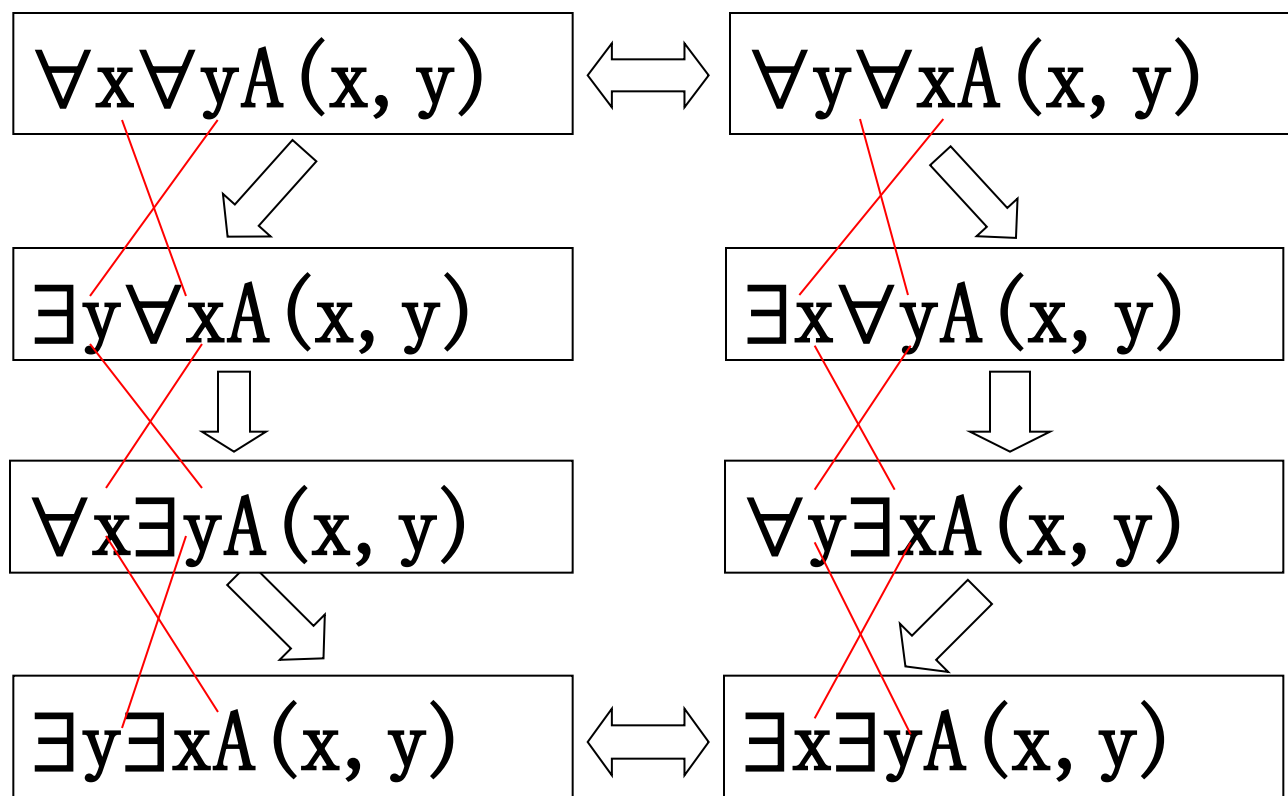 ∀x∀yA(x, y)
∀y∀xA(x, y)
∃y∀xA(x, y)
∃x∀yA(x, y)
∀x∃yA(x, y)
∀y∃xA(x, y)
∃y∃xA(x, y)
∃x∃yA(x, y)